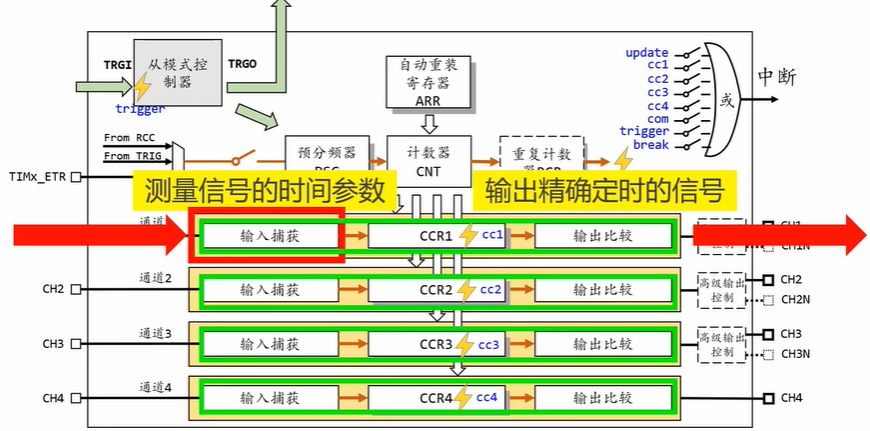 TRGI
从模式控
制器
TRGO
trigger
自动重装
寄存器
ARR
update
cc1
cc2
cc3
cc4
com
trigger
break
或
中断
From RCC
From TRIG
TIMx_ETR
预分频器
计数器
CNT
重复计数
测量信号的时间参数
输出精确定时的信号
输入捕获
CCR1
cc1
输出比较
CH1
CH1N
CH2
通道2
输入捕获
CCR2
cc2
输出比较
高级输出
控制
CH2
CH2N
CH3
通道3
输入捕获
CCR3
cc3
输出比较
高级输出
控制
CH3
CH3N
CH4
通道4
输入捕获
CCR4
cc4
输出比较
CH4